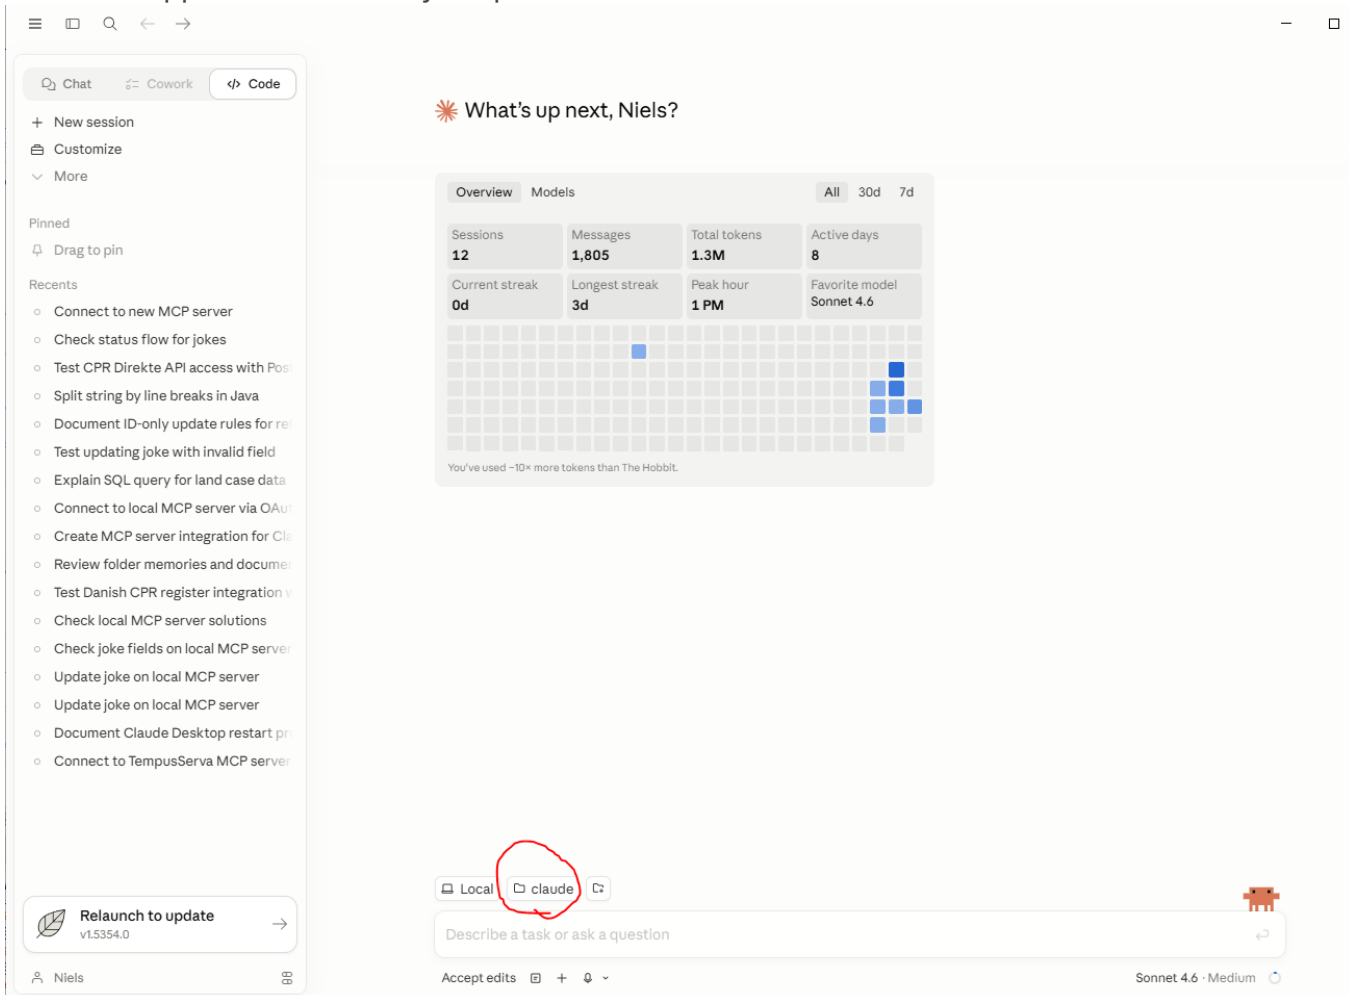 Chat
Cowork
</> Code
New session
Customize
More
Pinned
Drag to pin
Recents
Connect to new MCP server
Check status flow for jokes
Test CPR Direkte API access with Pos
Split string by line breaks in Java
Document ID-only update rules for re
Test updating joke with invalid field
Explain SQL query for land case data
Connect to local MCP server via OAu
Create MCP server integration for Cla
Review folder memories and docume
Test Danish CPR register integration w
Check local MCP server solutions
Check joke fields on local MCP server
Update joke on local MCP server
Update joke on local MCP server
Document Claude Desktop restart pr
Connect to TempusServa MCP server
Relaunch to update
v1.5354.0
Niels
What's up next, Niels?
Overview Models All 30d 7d
Sessions Messages Total tokens Active days
12 1,805 1.3M 8
Current streak Longest streak Peak hour Favorite model
0d 3d 1 PM Sonnet 4.6
You've used ~10× more tokens than The Hobbit.
Local claude
Describe a task or ask a question
Accept edits
Sonnet 4.6 · Medium